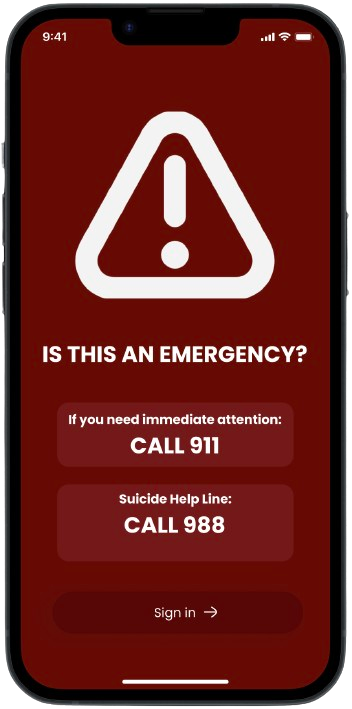 9:41
IS THIS AN EMERGENCY?
If you need immediate attention:
CALL 911
Suicide Help Line:
CALL 988
Sign in →